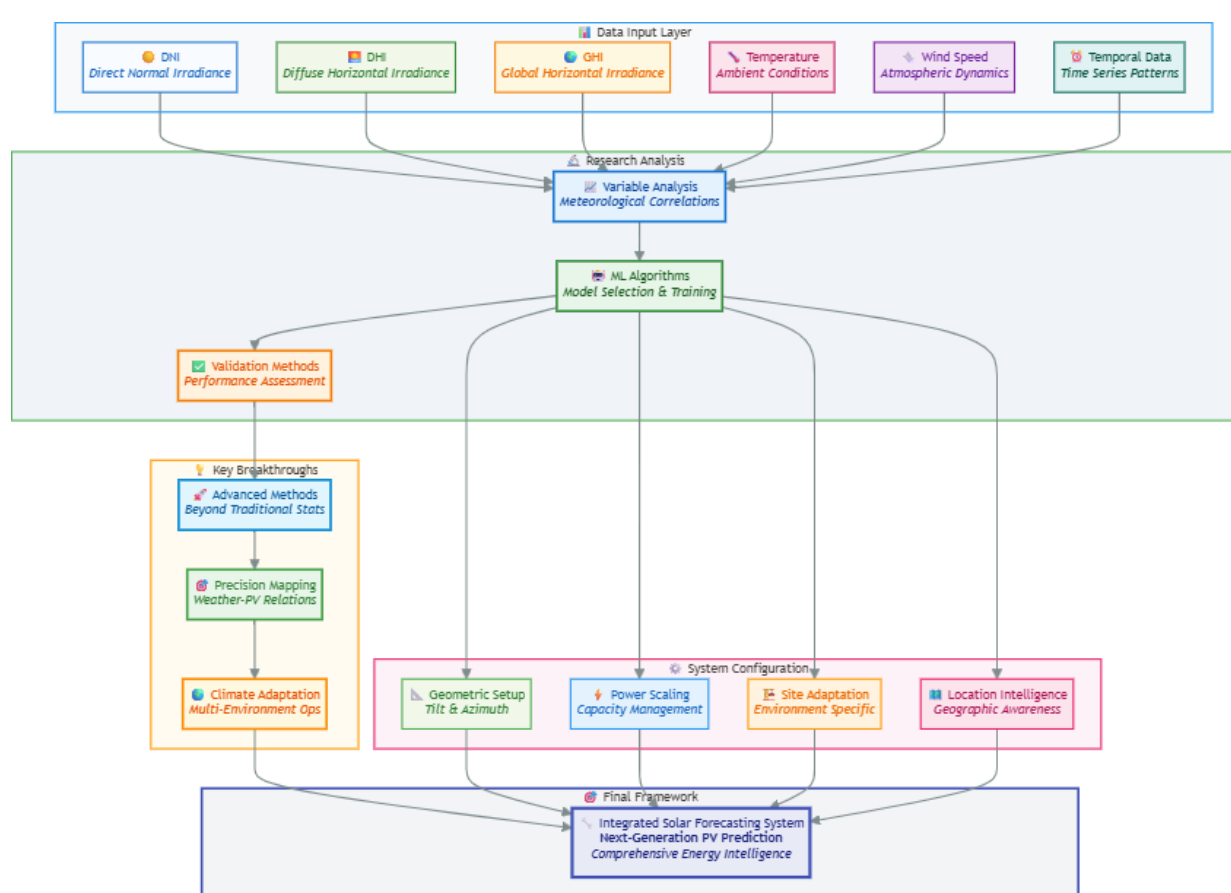 Data Input Layer
DNI
Direct Normal Irradiance
DHI
Diffuse Horizontal Irradiance
GHI
Global Horizontal Irradiance
Temperature
Ambient Conditions
Wind Speed
Atmospheric Dynamics
Temporal Data
Time Series Patterns
Research Analysis
Variable Analysis
Meteorological Correlations
ML Algorithms
Model Selection & Training
Validation Methods
Performance Assessment
Key Breakthroughs
Advanced Methods
Beyond Traditional Stats
Precision Mapping
Weather-PV Relations
Climate Adaptation
Multi-Environment Ops
System Configuration
Geometric Setup
Tilt & Azimuth
Power Scaling
Capacity Management
Site Adaptation
Environment Specific
Location Intelligence
Geographic Awareness
Final Framework
Integrated Solar Forecasting System
Next-Generation PV Prediction
Comprehensive Energy Intelligence